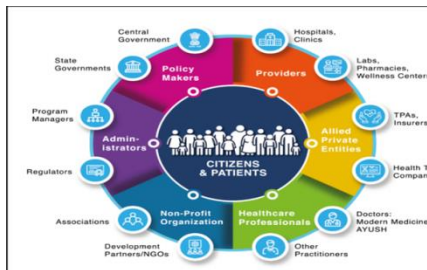 Central
Government
State
Governments
Program
Managers
Regulators
Associations
Development
Partners/NGOs
Hospitals,
Clinics
Labs,
Pharmacies,
Wellness Centers
TPAs,
Insurers
Health T
Compan
Doctors:
Modern Medicine
AYUSH
Other
Practitioners
Policy
Makers
Providers
Admin-
istrators
Allied
Private
Entities
Non-Profit
Organization
Healthcare
Professionals
CITIZENS
& PATIENTS